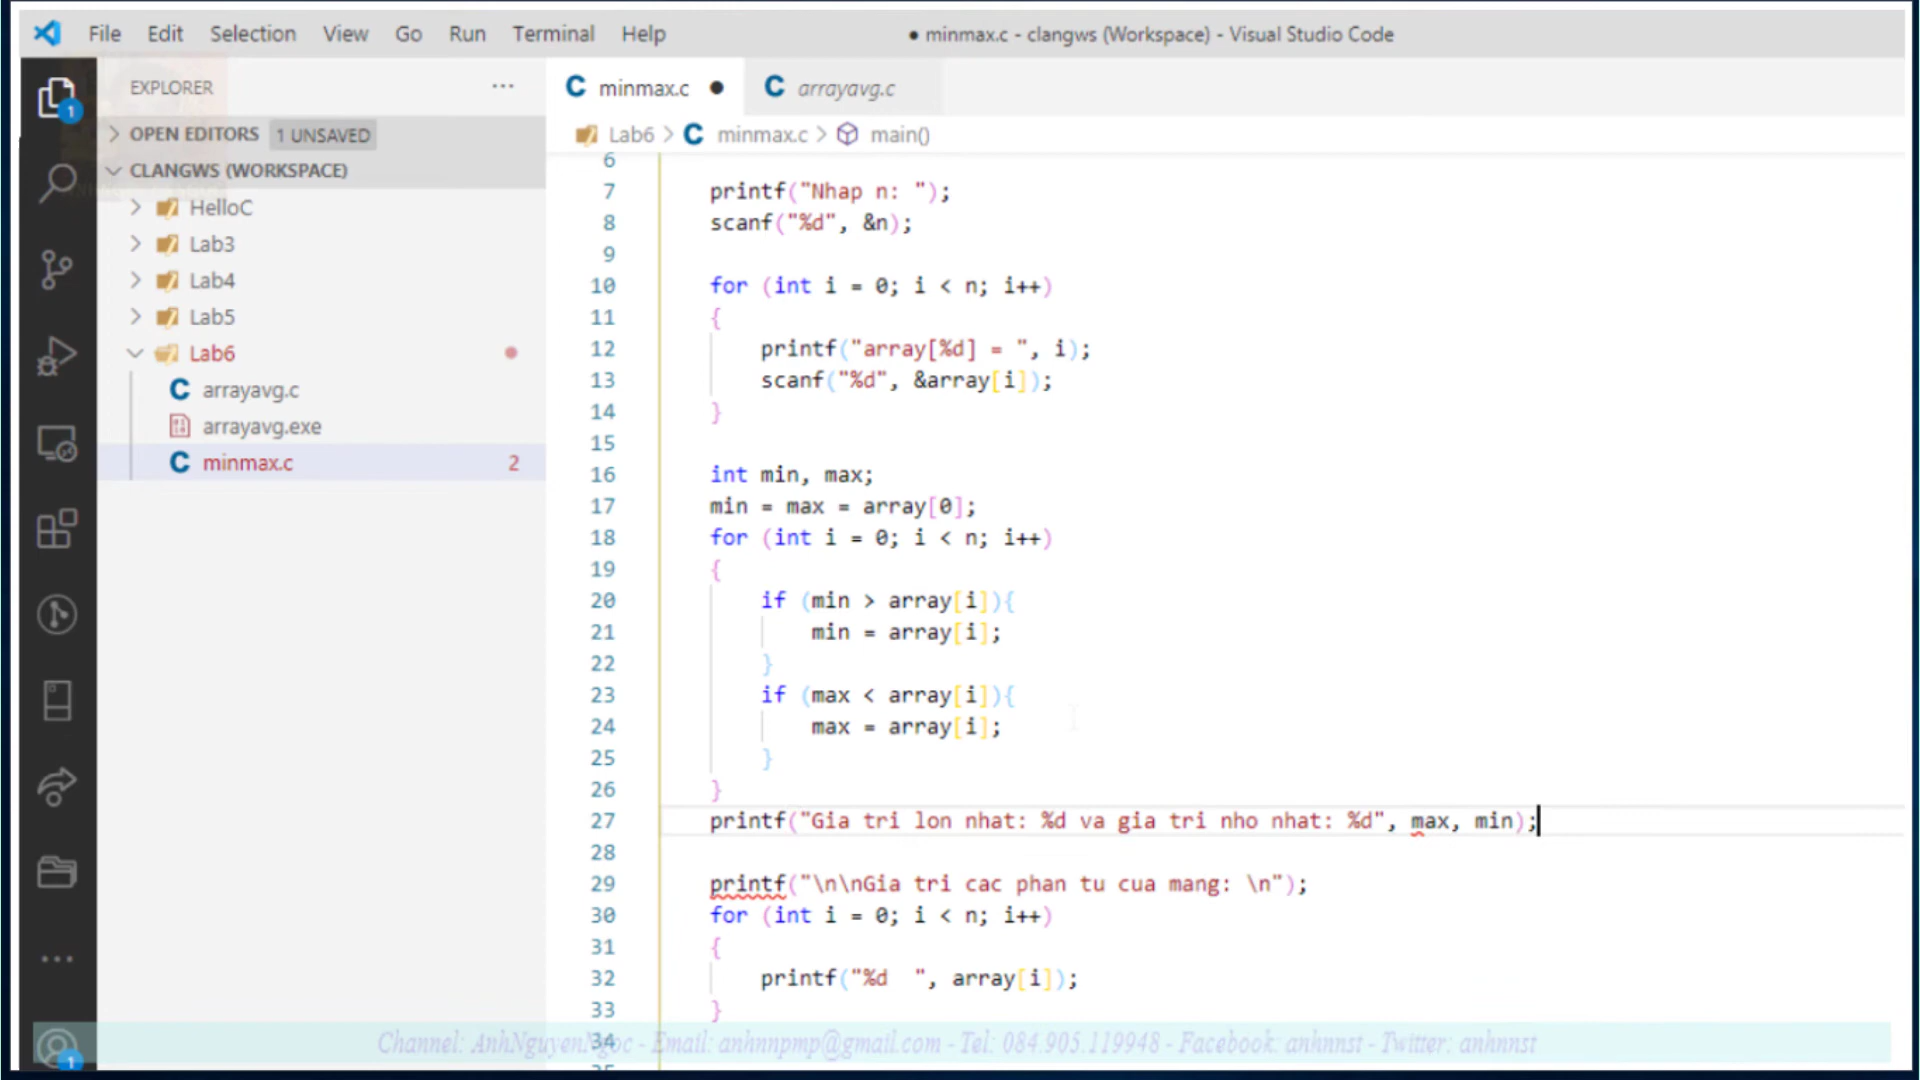 File Edit Selection View Go Run Terminal Help
● minmax.c - clangws (Workspace) - Visual Studio Code
EXPLORER ···
1
OPEN EDITORS 1 UNSAVED
CLANGWS (WORKSPACE)
HelloC
Lab3
Lab4
Lab5
Lab6
C arrayavg.c
arrayavg.exe
C minmax.c 2
C minmax.c ● C arrayavg.c
Lab6 > C minmax.c > main()
6
7 printf("Nhap n: ");
8 scanf("%d", &n);
9
10 for (int i = 0; i < n; i++)
11 {
12 printf("array[%d] = ", i);
13 scanf("%d", &array[i]);
14 }
15
16 int min, max;
17 min = max = array[0];
18 for (int i = 0; i < n; i++)
19 {
20 if (min > array[i]){
21 min = array[i];
22 }
23 if (max < array[i]){
24 max = array[i];
25 }
26 }
27 printf("Gia tri lon nhat: %d va gia tri nho nhat: %d", max, min);
28
29 printf("\n\nGia tri cac phan tu cua mang: \n");
30 for (int i = 0; i < n; i++)
31 {
32 printf("%d  ", array[i]);
33 }
34
1
Channel: AnhNguyenNgoc - Email: anhnnpmp@gmail.com - Tel: 084.905.119948 - Facebook: anhnnst - Twitter: anhnnst